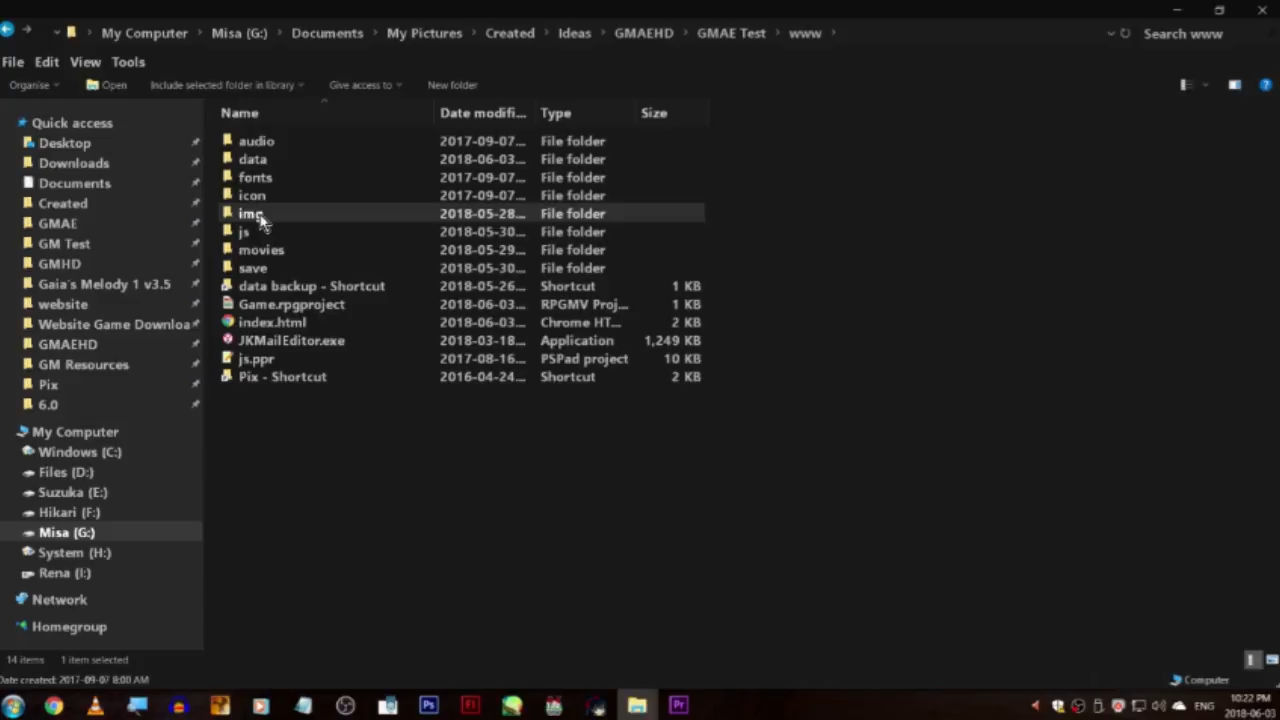 My Computer Misa (G:) Documents My Pictures Created Ideas GMAEHD GMAE Test www Search www
File Edit View Tools
Organise Open Include selected folder in library Give access to New folder
Name Date modifi... Type Size
Quick access
Desktop
Downloads
Documents
Created
GMAE
GM Test
GMHD
Gaia's Melody 1 v3.5
website
Website Game Downloa
GMAEHD
GM Resources
Pix
6.0
My Computer
Windows (C:)
Files (D:)
Suzuka (E:)
Hikari (F:)
Misa (G:)
System (H:)
Rena (I:)
Network
Homegroup
audio 2017-09-07... File folder
data 2018-06-03... File folder
fonts 2017-09-07... File folder
icon 2017-09-07... File folder
img 2018-05-28... File folder
js 2018-05-30... File folder
movies 2018-05-29... File folder
save 2018-05-30... File folder
data backup - Shortcut 2018-05-26... Shortcut 1 KB
Game.rpgproject 2018-06-03... RPGMV Proj... 1 KB
index.html 2018-06-03... Chrome HT... 2 KB
JKMailEditor.exe 2018-03-18... Application 1,249 KB
js.ppr 2017-08-16... PSPad project 10 KB
Pix - Shortcut 2016-04-24... Shortcut 2 KB
14 items 1 item selected
Date created: 2017-09-07 8:00 AM Computer
Ps Fl Pr ENG
10:22 PM
2018-06-03